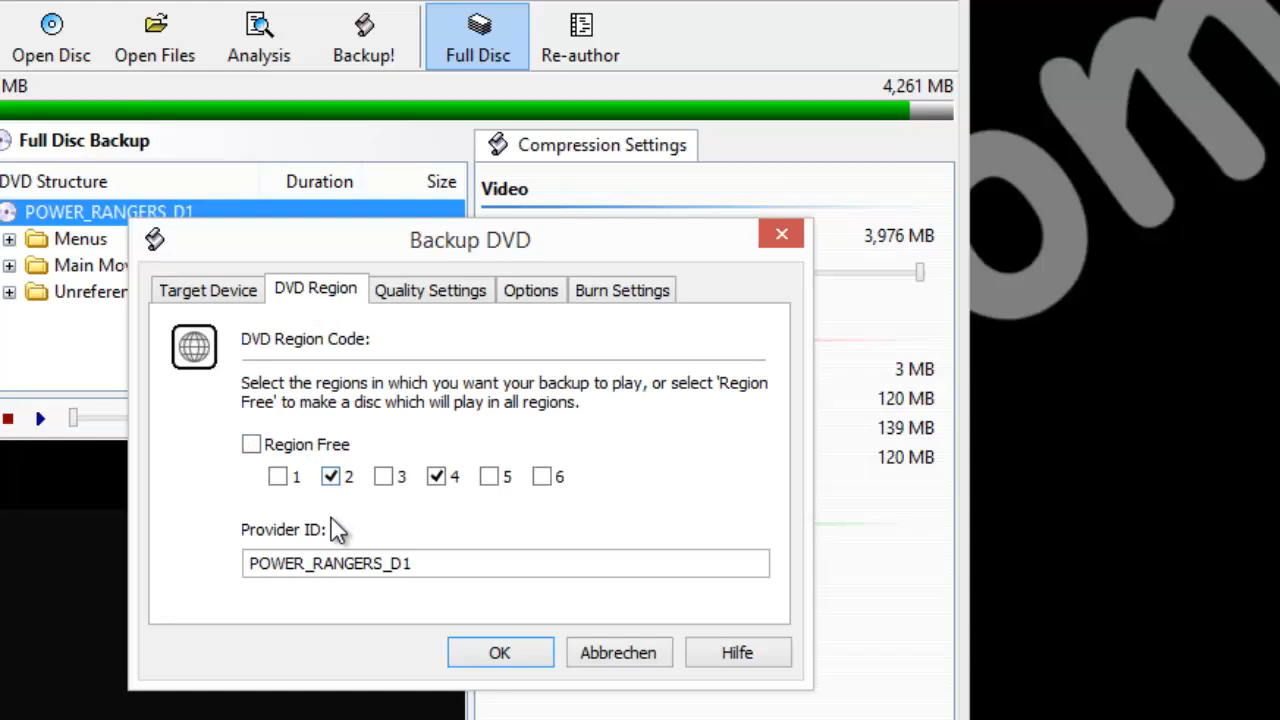 Open Disc Open Files Analysis Backup! Full Disc Re-author
MB 4,261 MB
Full Disc Backup
Compression Settings
DVD Structure Duration Size
Video
POWER_RANGERS_D1
3,976 MB
Menus
Main Mov
Unreferen
Backup DVD
Target Device DVD Region Quality Settings Options Burn Settings
DVD Region Code:
Select the regions in which you want your backup to play, or select 'Region
Free' to make a disc which will play in all regions.
Region Free
1 2 3 4 5 6
Provider ID:
POWER_RANGERS_D1
OK Abbrechen Hilfe
3 MB
120 MB
139 MB
120 MB
om